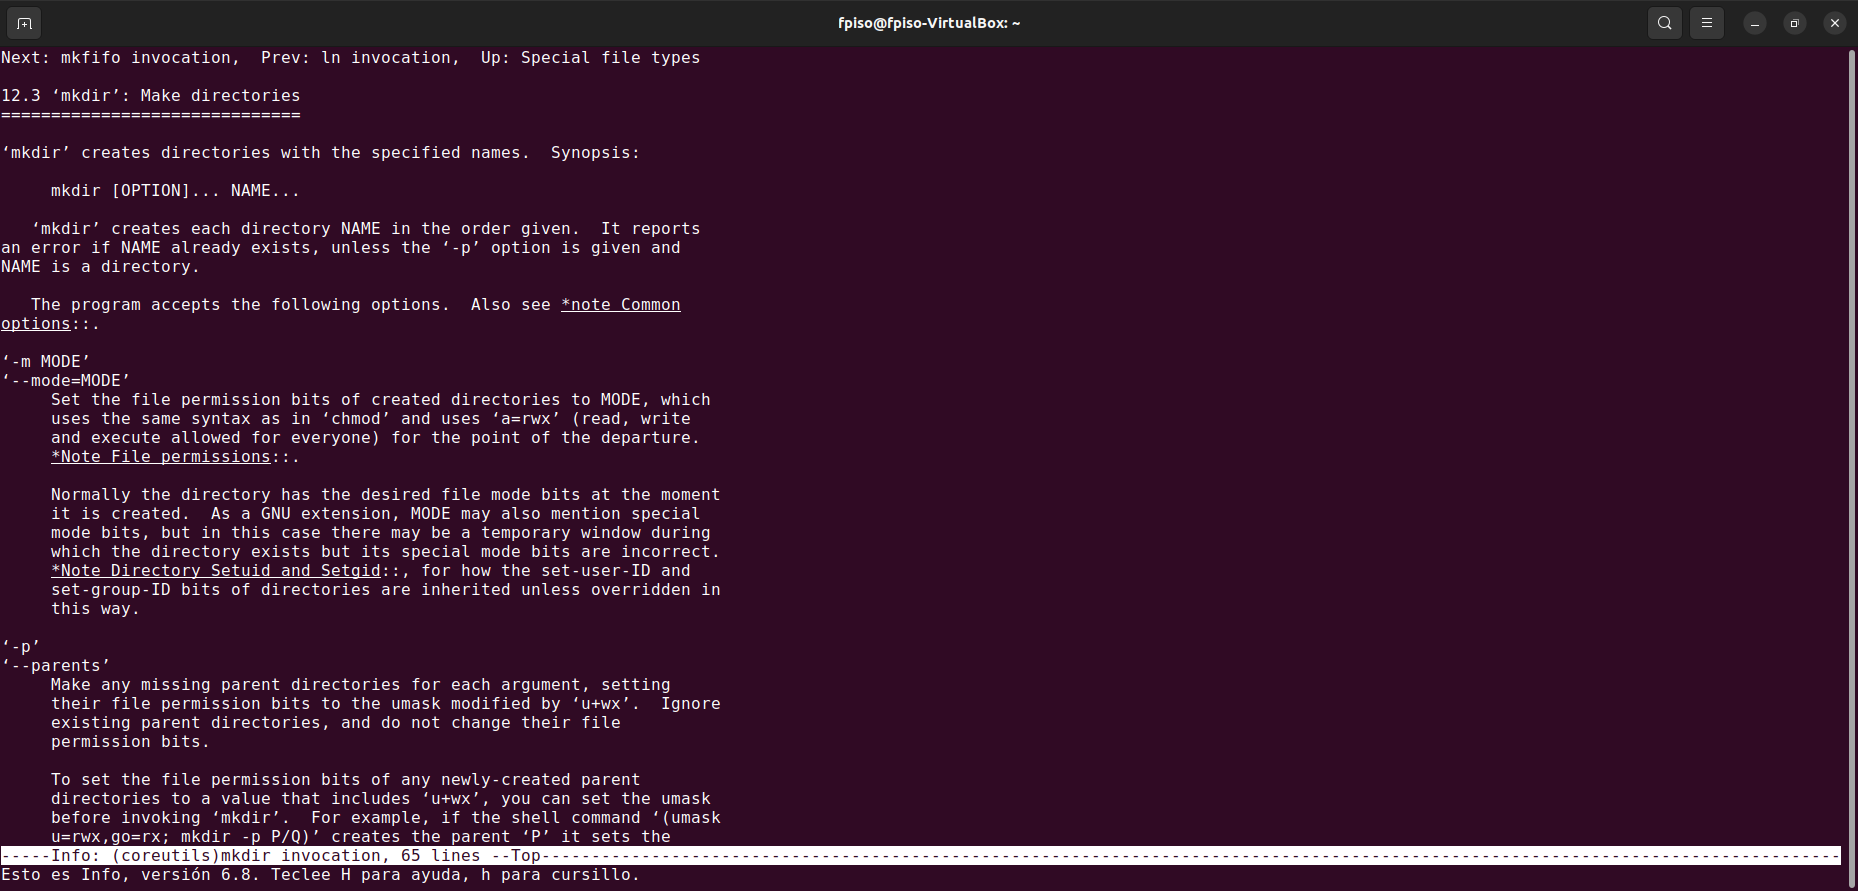 fpiso@fpiso-VirtualBox: ~
Next: mkfifo invocation,  Prev: ln invocation,  Up: Special file types
12.3 ‘mkdir’: Make directories
==============================
‘mkdir’ creates directories with the specified names.  Synopsis:
mkdir [OPTION]... NAME...
‘mkdir’ creates each directory NAME in the order given.  It reports
an error if NAME already exists, unless the ‘-p’ option is given and
NAME is a directory.
The program accepts the following options.  Also see *note Common
options::.
‘-m MODE’
‘--mode=MODE’
Set the file permission bits of created directories to MODE, which
uses the same syntax as in ‘chmod’ and uses ‘a=rwx’ (read, write
and execute allowed for everyone) for the point of the departure.
*Note File permissions::.
Normally the directory has the desired file mode bits at the moment
it is created.  As a GNU extension, MODE may also mention special
mode bits, but in this case there may be a temporary window during
which the directory exists but its special mode bits are incorrect.
*Note Directory Setuid and Setgid::, for how the set-user-ID and
set-group-ID bits of directories are inherited unless overridden in
this way.
‘-p’
‘--parents’
Make any missing parent directories for each argument, setting
their file permission bits to the umask modified by ‘u+wx’.  Ignore
existing parent directories, and do not change their file
permission bits.
To set the file permission bits of any newly-created parent
directories to a value that includes ‘u+wx’, you can set the umask
before invoking ‘mkdir’.  For example, if the shell command ‘(umask
u=rwx,go=rx; mkdir -p P/Q)’ creates the parent ‘P’ it sets the
-----Info: (coreutils)mkdir invocation, 65 lines --Top----------------------------------------------------------------------------------------------------------------------------------
Esto es Info, versión 6.8. Teclee H para ayuda, h para cursillo.